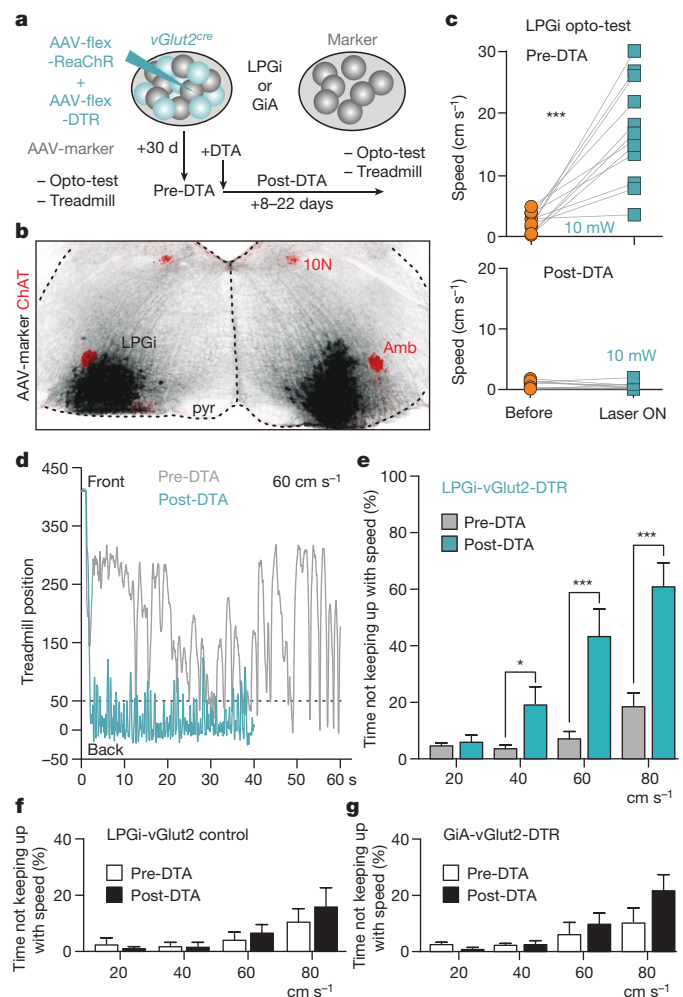 a
AAV-flex
-ReaChR
+
AAV-flex
-DTR
vGlut2cre
LPGi
or
GiA
Marker
AAV-marker
+30 d
+DTA
– Opto-test
– Treadmill
Pre-DTA
Post-DTA
+8–22 days
– Opto-test
– Treadmill
b
AAV-marker ChAT
10N
LPGi
Amb
pyr
c
LPGi opto-test
Pre-DTA
Speed (cm s–1)
30
20
10
0
***
10 mW
Post-DTA
Speed (cm s–1)
20
10
0
10 mW
Before
Laser ON
d
Treadmill position
450
350
250
150
50
0
–50
Front
Pre-DTA
Post-DTA
60 cm s–1
Back
0
10
20
30
40
50
60 s
e
Time not keeping up with speed (%)
100
80
60
40
20
0
LPGi-vGlut2-DTR
Pre-DTA
Post-DTA
*
***
***
20
40
60
80
cm s–1
f
LPGi-vGlut2 control
Time not keeping up
with speed (%)
40
20
0
Pre-DTA
Post-DTA
20
40
60
80
cm s–1
g
GiA-vGlut2-DTR
Time not keeping up
with speed (%)
40
20
0
Pre-DTA
Post-DTA
20
40
60
80
cm s–1